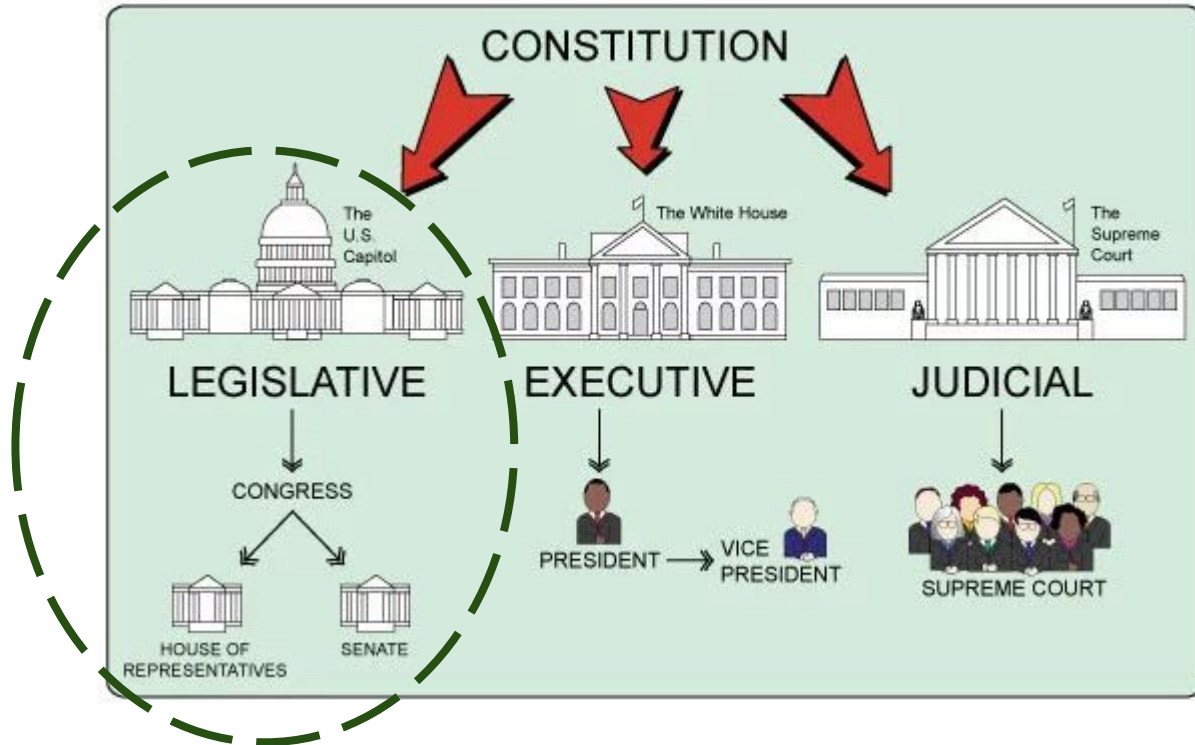 CONSTITUTION
The
U.S.
Capitol
The White House
The
Supreme
Court
LEGISLATIVE
EXECUTIVE
JUDICIAL
CONGRESS
HOUSE OF
REPRESENTATIVES
SENATE
PRESIDENT
VICE
PRESIDENT
SUPREME COURT